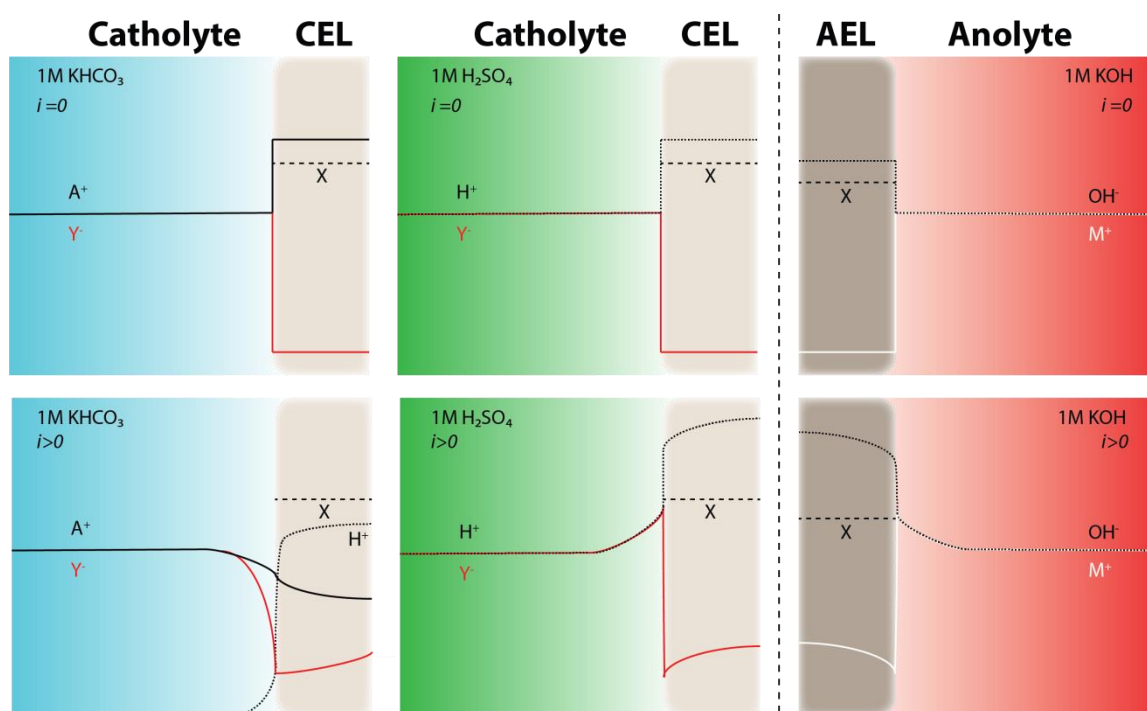 Catholyte CEL Catholyte CEL AEL Anolyte
1M KHCO₃
i =0
X
A⁺
Y⁻
1M H₂SO₄
i =0
X
H⁺
Y⁻
1M KOH
i =0
X
OH⁻
M⁺
1M KHCO₃
i>0
X
H⁺
A⁺
Y⁻
1M H₂SO₄
i>0
X
H⁺
Y⁻
1M KOH
i>0
X
OH⁻
M⁺